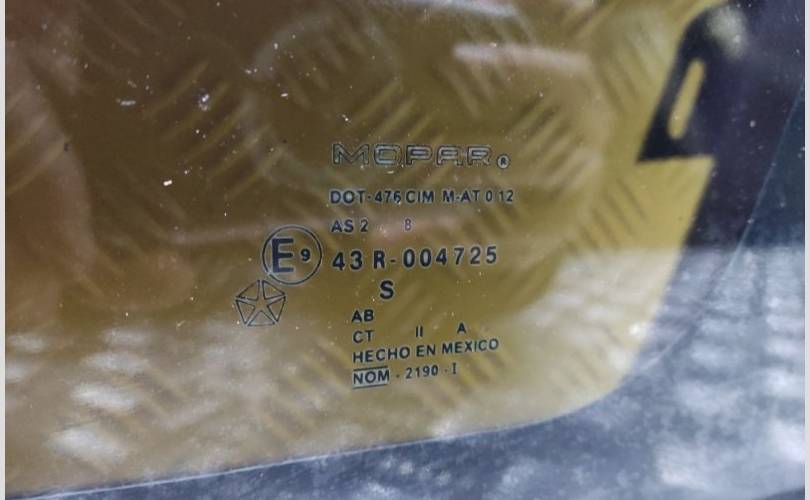 MOPAR®
DOT-476 CIM M-AT 0 12
AS 2 8
E9 43 R-004725
S
AB
CT II A
HECHO EN MEXICO
NOM - 2190 - I